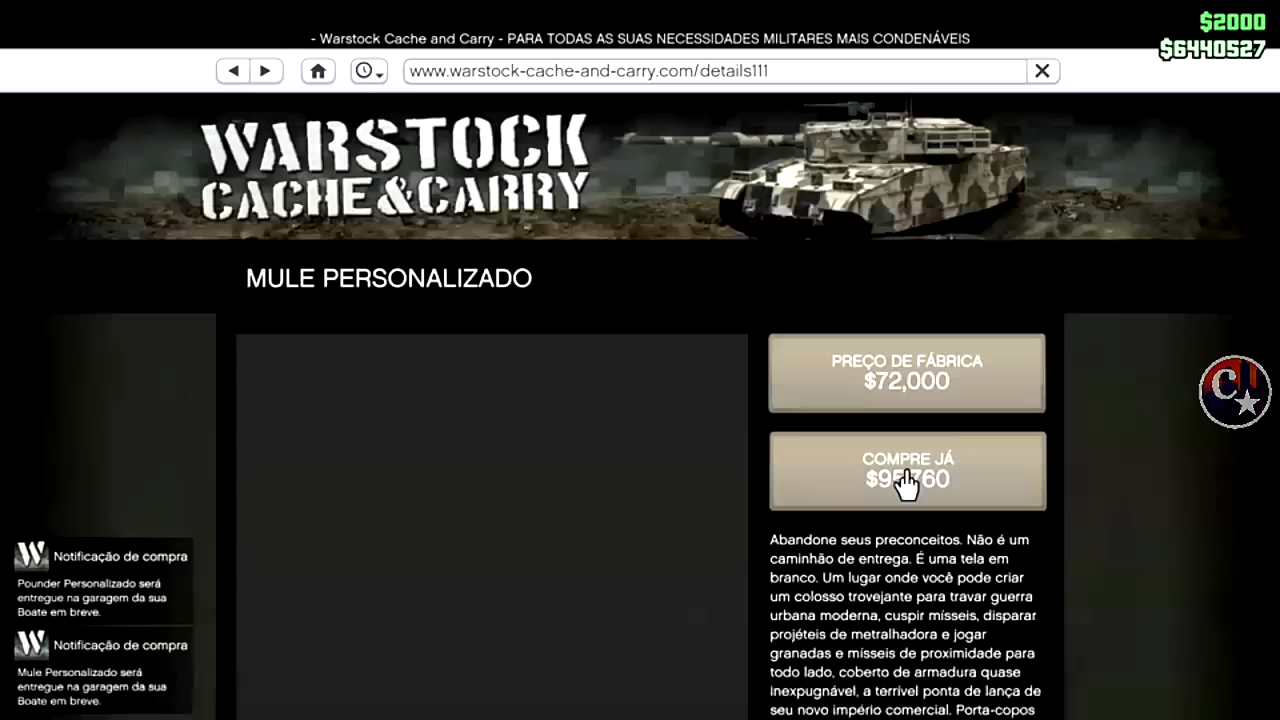 $2000
- Warstock Cache and Carry - PARA TODAS AS SUAS NECESSIDADES MILITARES MAIS CONDENÁVEIS
$6440527
www.warstock-cache-and-carry.com/details111
WARSTOCK
CACHE&CARRY
MULE PERSONALIZADO
PREÇO DE FÁBRICA
$72,000
COMPRE JÁ
Abandone seus preconceitos. Não é um
caminhão de entrega. É uma tela em
branco. Um lugar onde você pode criar
um colosso trovejante para travar guerra
urbana moderna, cuspir mísseis, disparar
projéteis de metralhadora e jogar
granadas e mísseis de proximidade para
todo lado, coberto de armadura quase
inexpugnável, a terrível ponta de lança de
seu novo império comercial. Porta-copos
W Notificação de compra
Pounder Personalizado será
entregue na garagem da sua
Boate em breve.
W Notificação de compra
Mule Personalizado será
entregue na garagem da sua
Boate em breve.
C